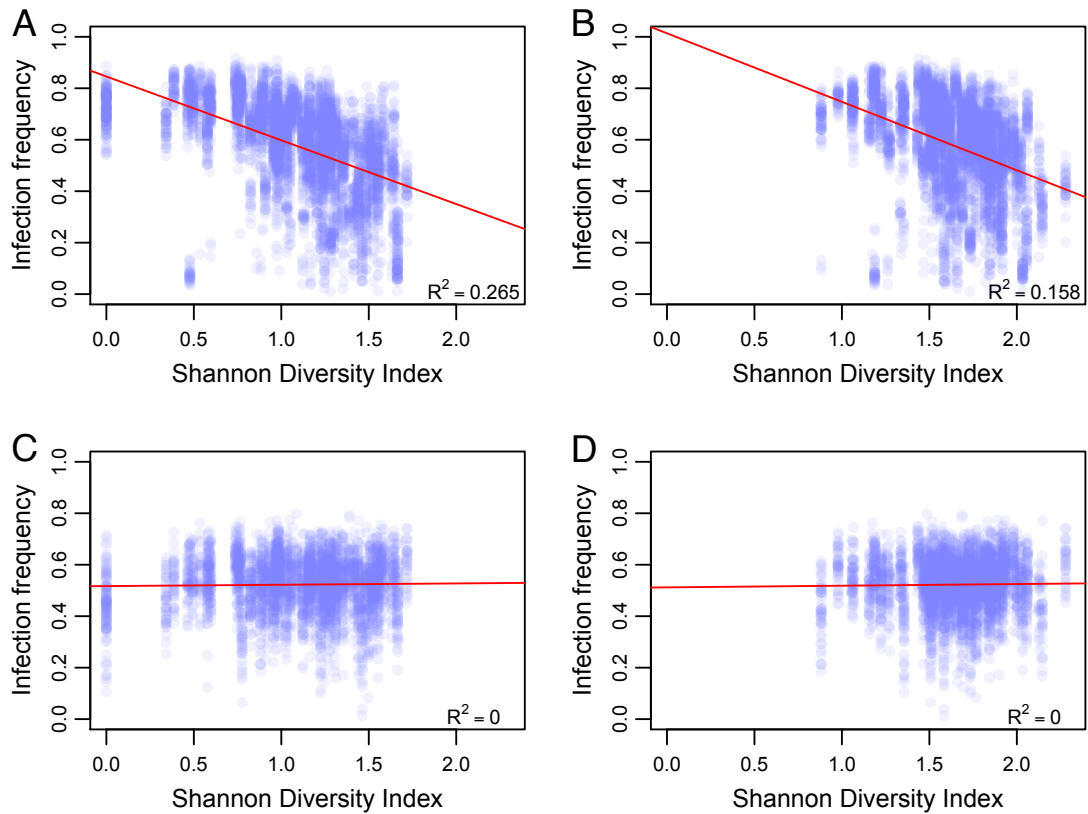 A
Infection frequency
1.0
0.8
0.6
0.4
0.2
0.0
R² = 0.265
0.0 0.5 1.0 1.5 2.0
Shannon Diversity Index
B
Infection frequency
1.0
0.8
0.6
0.4
0.2
0.0
R² = 0.158
0.0 0.5 1.0 1.5 2.0
Shannon Diversity Index
C
Infection frequency
1.0
0.8
0.6
0.4
0.2
0.0
R² = 0
0.0 0.5 1.0 1.5 2.0
Shannon Diversity Index
D
Infection frequency
1.0
0.8
0.6
0.4
0.2
0.0
R² = 0
0.0 0.5 1.0 1.5 2.0
Shannon Diversity Index